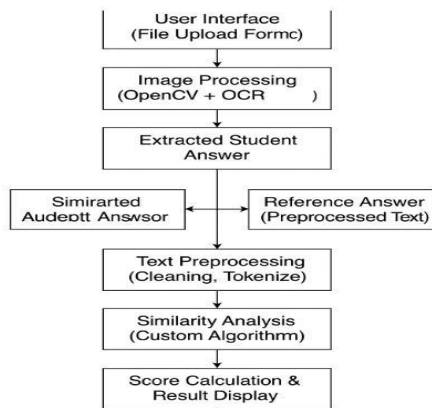 User Interface
(File Upload Formc)
Image Processing
(OpenCV + OCR )
Extracted Student
Answer
Simirarted
Audeptt Answsor
Reference Answer
(Preprocessed Text)
Text Preprocessing
(Cleaning, Tokenize)
Similarity Analysis
(Custom Algorithm)
Score Calculation &
Result Display